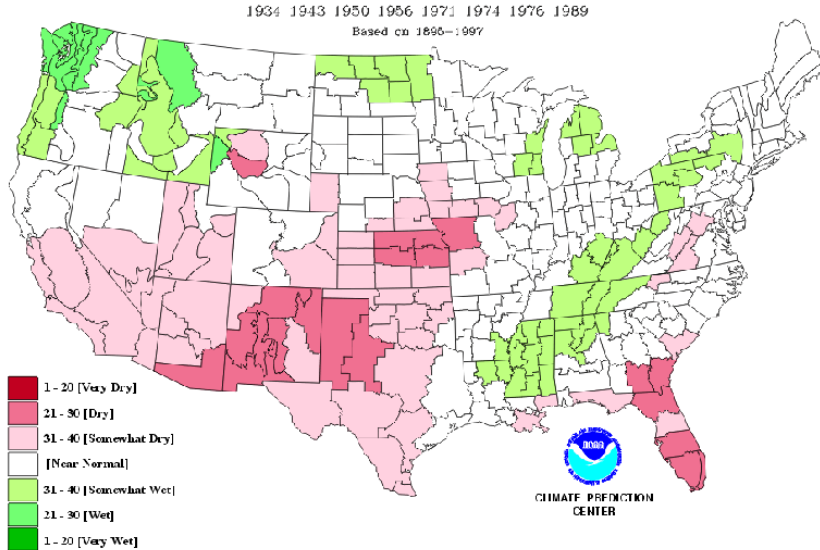 1934 1943 1950 1956 1971 1974 1976 1989
Based on 1895-1997
1 - 20 [Very Dry]
21 - 30 [Dry]
31 - 40 [Somewhat Dry]
[Near Normal]
31 - 40 [Somewhat Wet]
21 - 30 [Wet]
1 - 20 [Very Wet]
NOAA
CLIMATE PREDICTION
CENTER